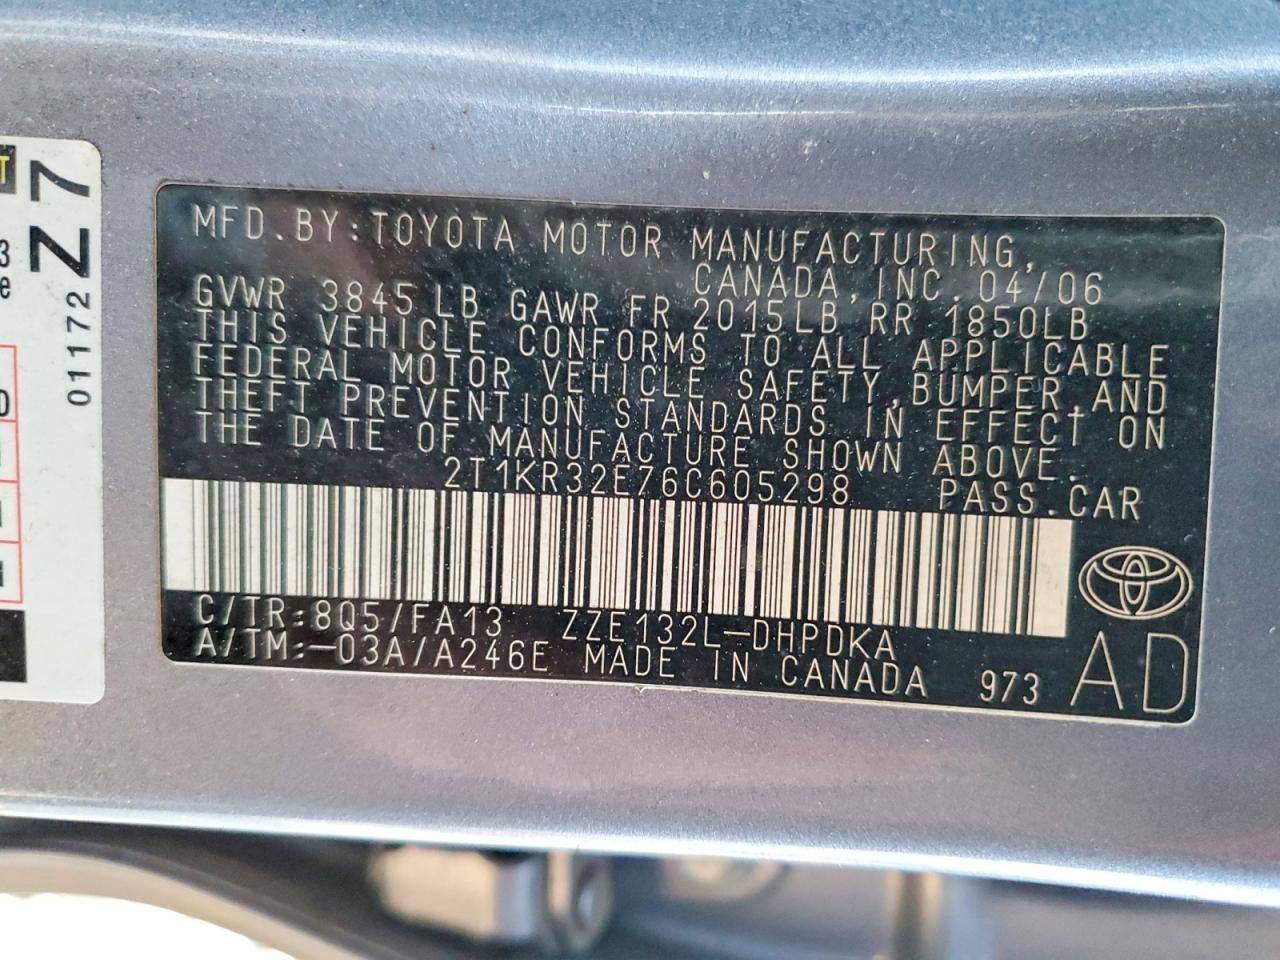 MFD. BY: TOYOTA MOTOR MANUFACTURING,
CANADA, INC. 04/06
GVWR 3845 LB GAWR FR 2015LB RR 1850LB
THIS VEHICLE CONFORMS TO ALL APPLICABLE
FEDERAL MOTOR VEHICLE SAFETY, BUMPER AND
THEFT PREVENTION STANDARDS IN EFFECT ON
THE DATE OF MANUFACTURE SHOWN ABOVE.
2T1KR32E76C605298 PASS. CAR
C/TR:8Q5/FA13 ZZE132L-DHPDKA
A/TM:-03A/A246E MADE IN CANADA 973 AD
Z7
01172
T
3
e
0